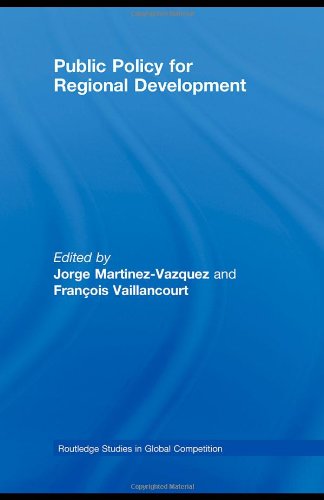 Public Policy for
Regional Development
Edited by
Jorge Martinez-Vazquez and
François Vaillancourt
Routledge Studies in Global Competition